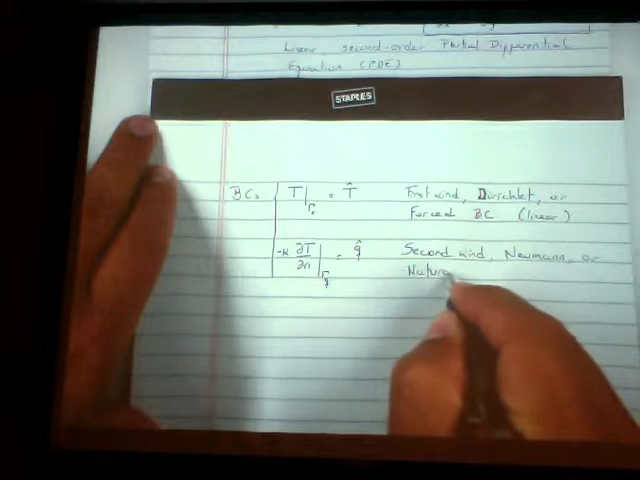 Linear, second-order Partial Differential
Equation (PDE)
STAPLES
BCs T|Γ = T̂ First kind, Dirichlet, or
Forced BC (linear)
-k ∂T/∂n|Γq = q̂ Second kind, Neumann, or
Natura